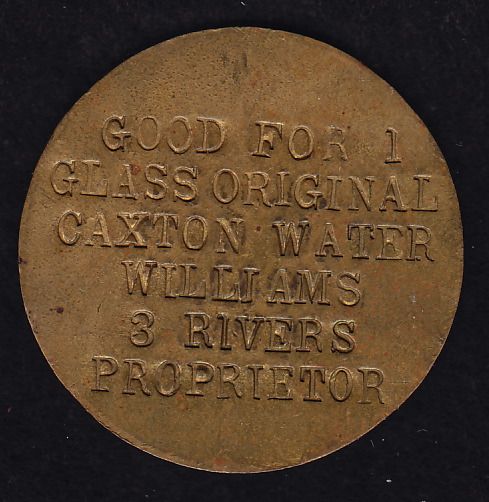 GOOD FOR 1
GLASS ORIGINAL
CAXTON WATER
WILLIAMS
3 RIVERS
PROPRIETOR